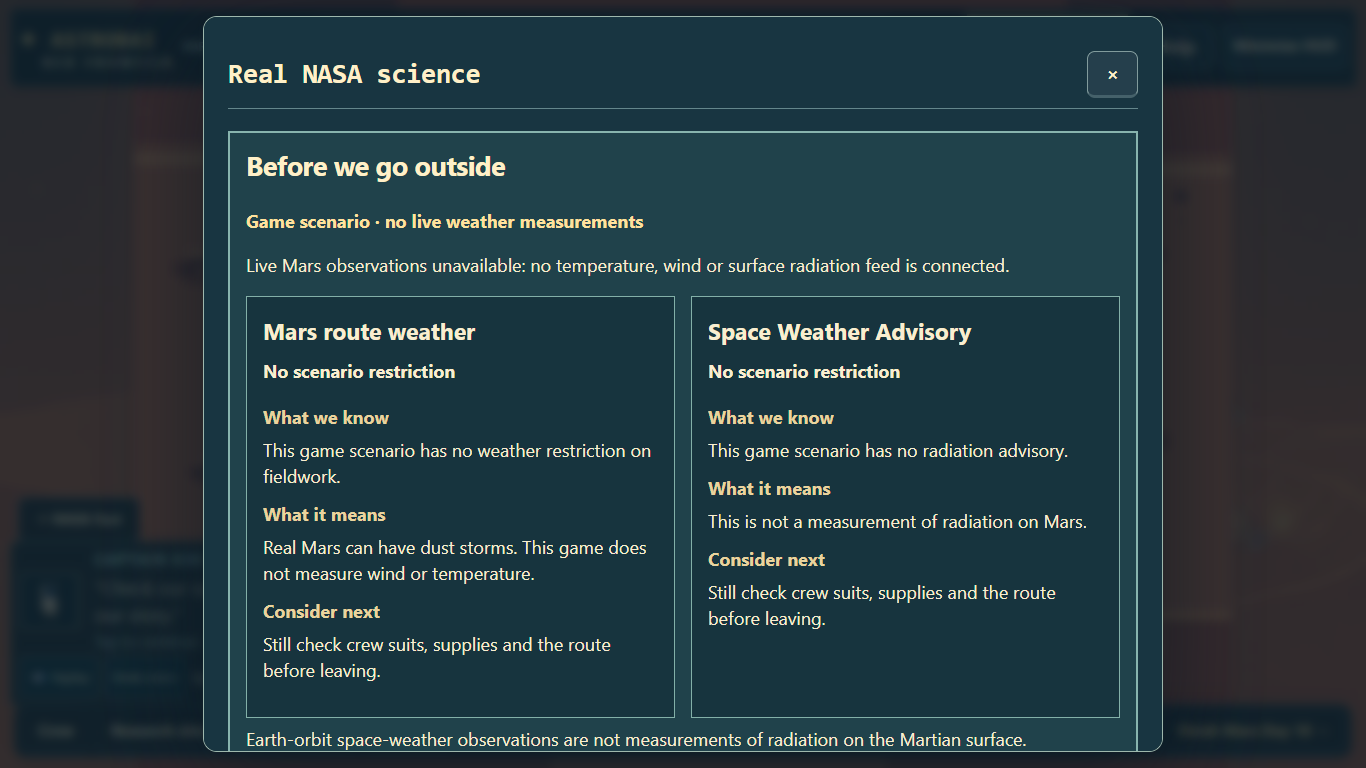 Real NASA science
×
Before we go outside
Game scenario · no live weather measurements
Live Mars observations unavailable: no temperature, wind or surface radiation feed is connected.
Mars route weather
No scenario restriction
What we know
This game scenario has no weather restriction on
fieldwork.
What it means
Real Mars can have dust storms. This game does
not measure wind or temperature.
Consider next
Still check crew suits, supplies and the route
before leaving.
Space Weather Advisory
No scenario restriction
What we know
This game scenario has no radiation advisory.
What it means
This is not a measurement of radiation on Mars.
Consider next
Still check crew suits, supplies and the route
before leaving.
Earth-orbit space-weather observations are not measurements of radiation on the Martian surface.